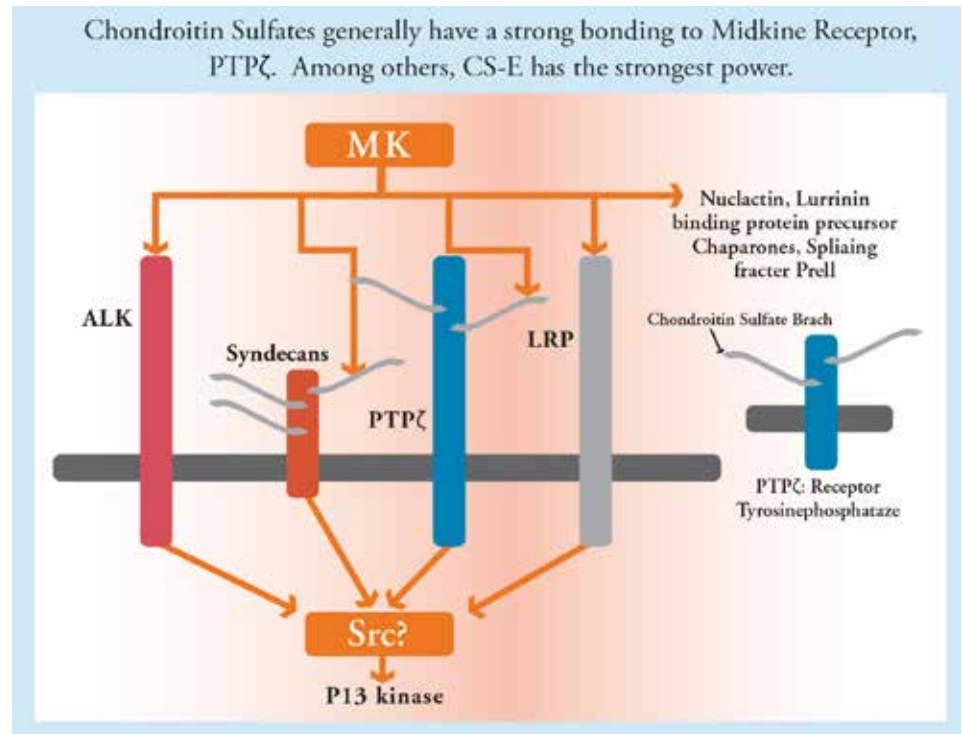 Chondroitin Sulfates generally have a strong bonding to Midkine Receptor,
PTPζ. Among others, CS-E has the strongest power.
MK
Nuclactin, Lurrinin
binding protein precursor
Chaparones, Spliaing
fracter Prell
ALK
Syndecans
PTPζ
LRP
Chondroitin Sulfate Brach
PTPζ: Receptor
Tyrosinephosphataze
Src?
P13 kinase